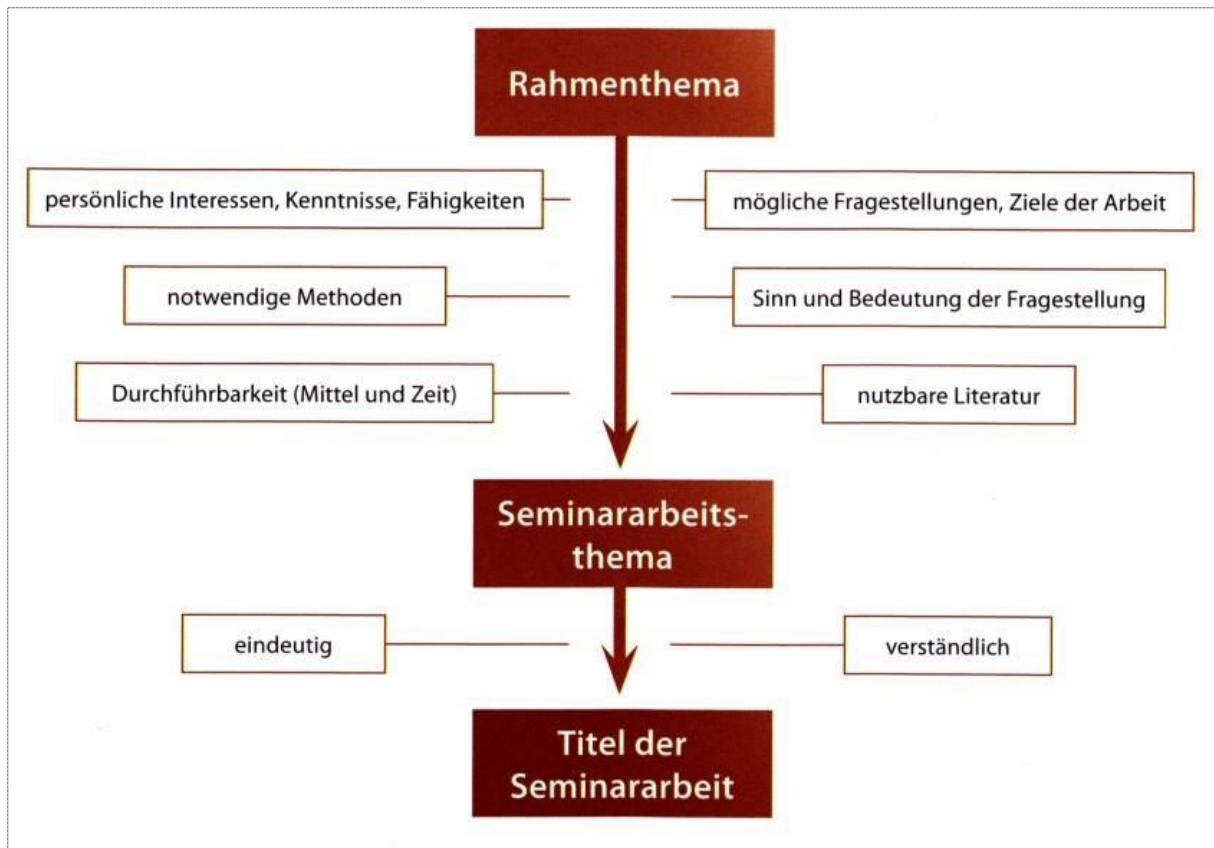 Rahmenthema
persönliche Interessen, Kenntnisse, Fähigkeiten
mögliche Fragestellungen, Ziele der Arbeit
notwendige Methoden
Sinn und Bedeutung der Fragestellung
Durchführbarkeit (Mittel und Zeit)
nutzbare Literatur
Seminararbeits-
thema
eindeutig
verständlich
Titel der
Seminararbeit